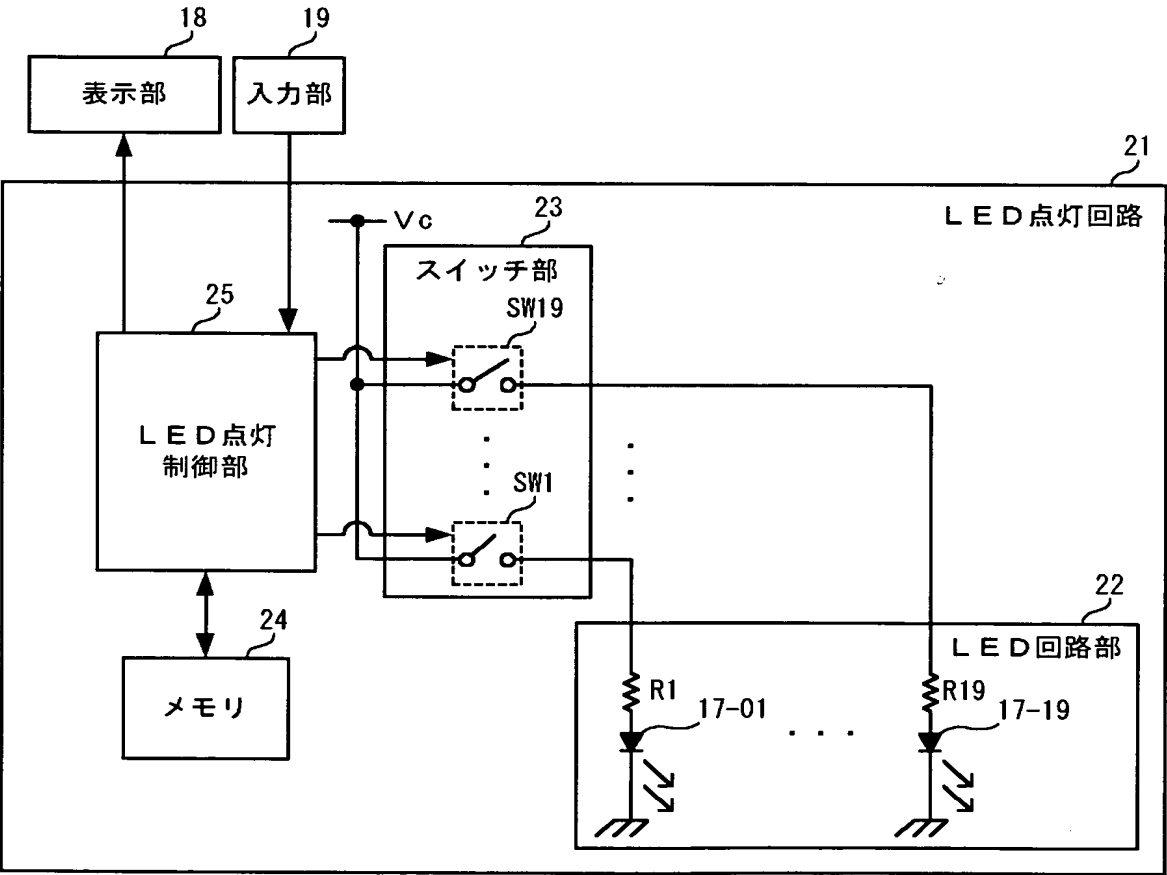 18
19
表示部
入力部
21
LED点灯回路
Vc
23
スイッチ部
25
SW19
LED点灯
制御部
SW1
24
メモリ
22
LED回路部
R1
17-01
R19
17-19